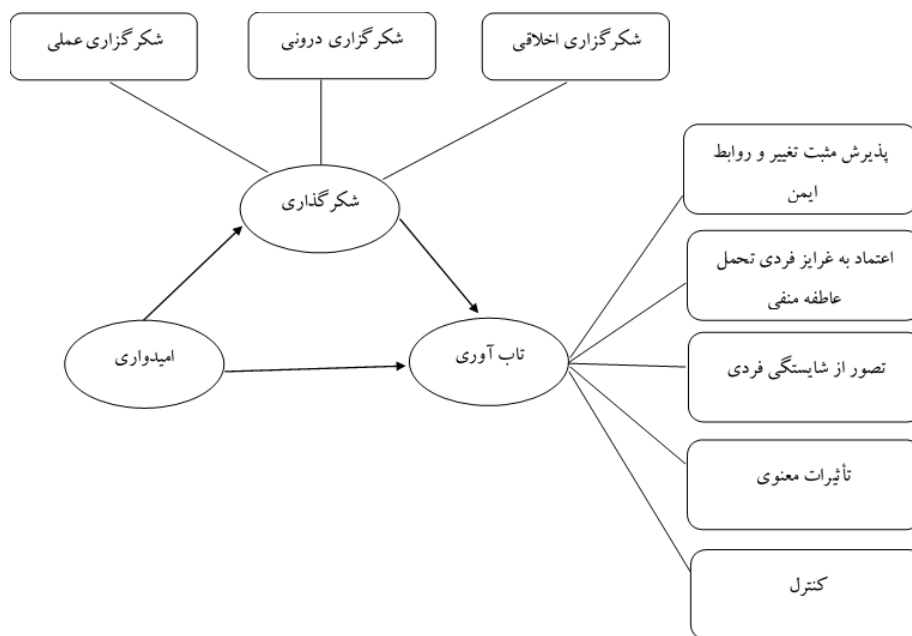 شکرگزاری اخلاقی
شکرگزاری درونی
شکرگزاری عملی
شکرگذاری
پذیرش مثبت تغییر و روابط
ایمن
اعتماد به غرایز فردی تحمل
عاطفه منفی
امیدواری
تاب آوری
تصور از شایستگی فردی
تأثیرات معنوی
کنترل